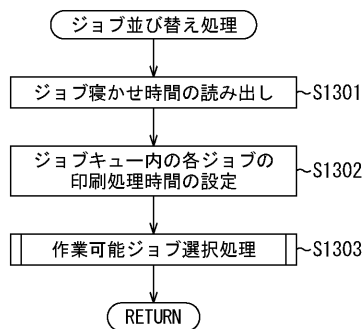 ジョブ並び替え処理
ジョブ寝かせ時間の読み出し
~S1301
ジョブキュー内の各ジョブの
印刷処理時間の設定
~S1302
作業可能ジョブ選択処理
~S1303
RETURN